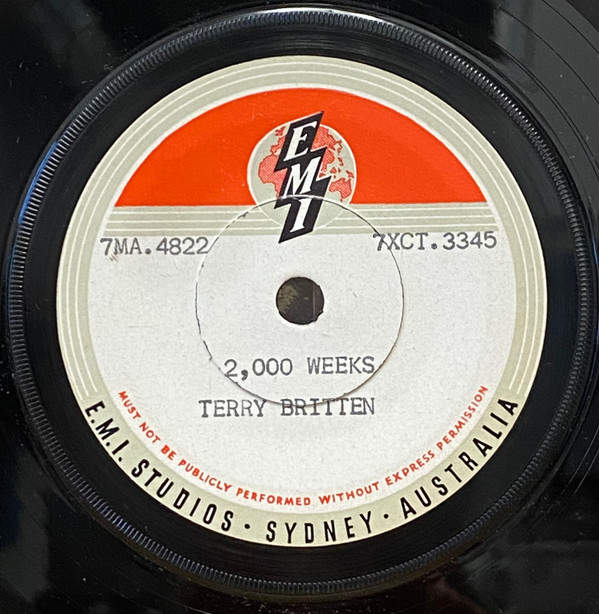 EMI
7MA.4822
7XCT.3345
2,000 WEEKS
TERRY BRITTEN
MUST NOT BE PUBLICLY PERFORMED WITHOUT EXPRESS PERMISSION
E.M.I. STUDIOS · SYDNEY · AUSTRALIA